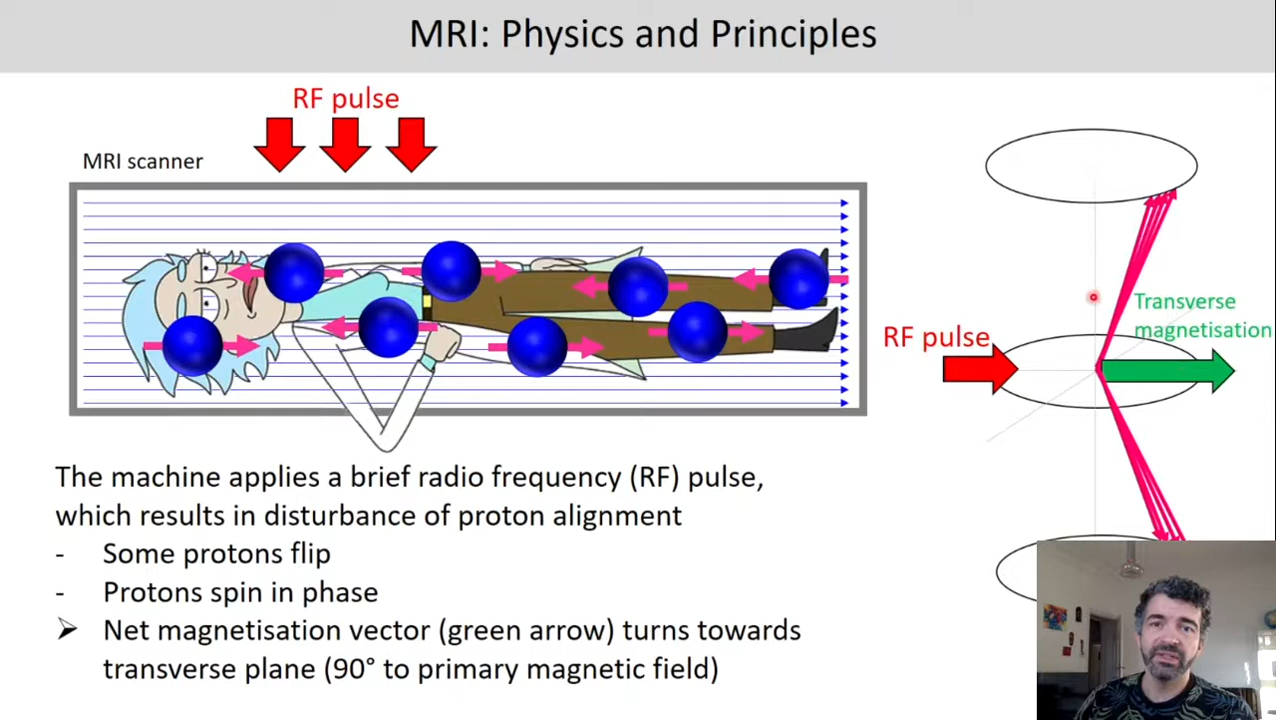 MRI: Physics and Principles
RF pulse
MRI scanner
Transverse
magnetisation
RF pulse
The machine applies a brief radio frequency (RF) pulse,
which results in disturbance of proton alignment
- Some protons flip
- Protons spin in phase
➢ Net magnetisation vector (green arrow) turns towards
transverse plane (90° to primary magnetic field)